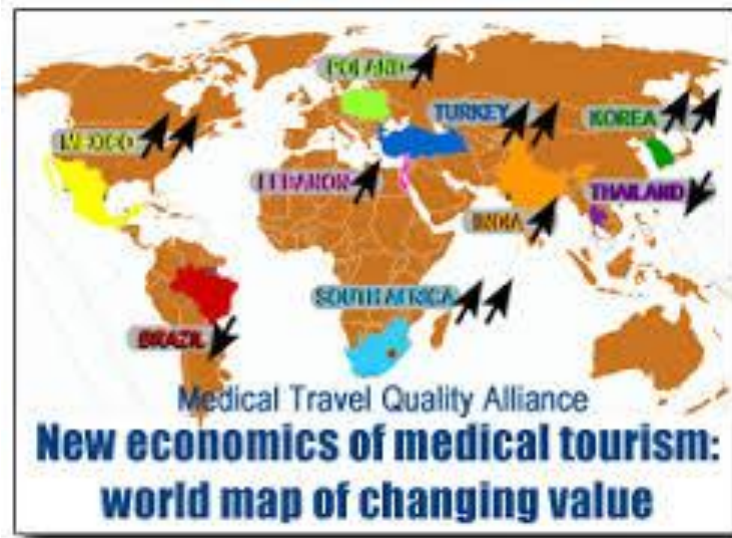 POLAND
TURKEY
KOREA
MEXICO
LEBANON
THAILAND
INDIA
SOUTH AFRICA
BRAZIL
Medical Travel Quality Alliance
New economics of medical tourism:
world map of changing value